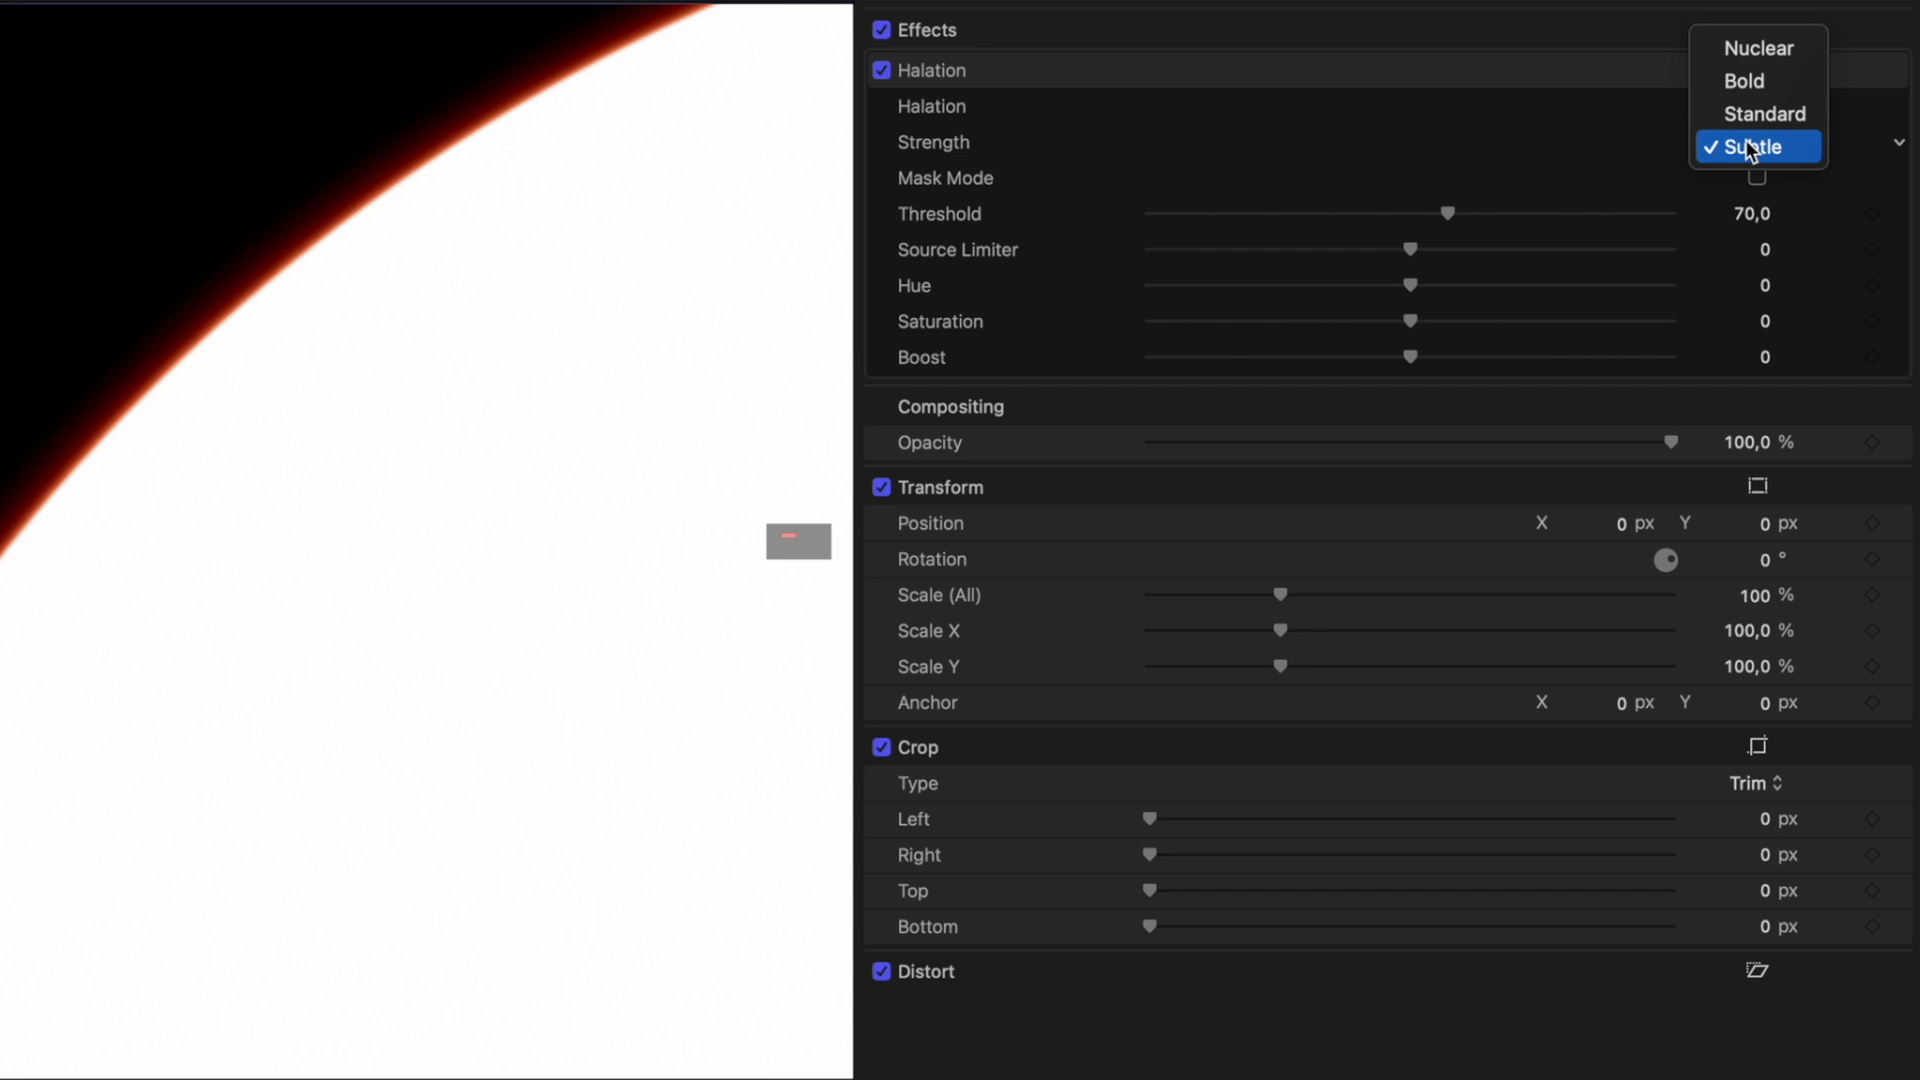 Effects
Halation
Halation
Nuclear
Bold
Standard
✓ Subtle
Strength
Mask Mode
Threshold 70,0
Source Limiter 0
Hue 0
Saturation 0
Boost 0
Compositing
Opacity 100,0 %
Transform
Position X 0 px Y 0 px
Rotation 0 °
Scale (All) 100 %
Scale X 100,0 %
Scale Y 100,0 %
Anchor X 0 px Y 0 px
Crop
Type Trim
Left 0 px
Right 0 px
Top 0 px
Bottom 0 px
Distort